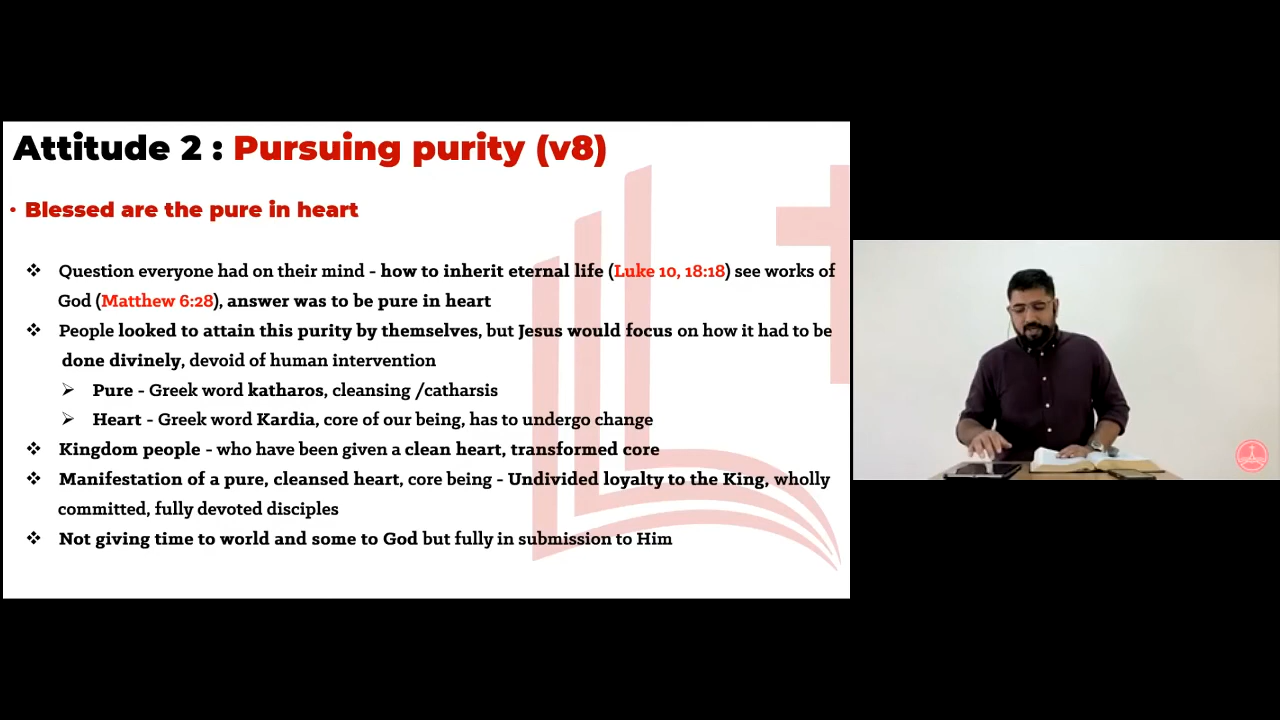 Attitude 2 : Pursuing purity (v8)
• Blessed are the pure in heart
❖ Question everyone had on their mind - how to inherit eternal life (Luke 10, 18:18) see works of
God (Matthew 6:28), answer was to be pure in heart
❖ People looked to attain this purity by themselves, but Jesus would focus on how it had to be
done divinely, devoid of human intervention
➢ Pure - Greek word katharos, cleansing /catharsis
➢ Heart - Greek word Kardia, core of our being, has to undergo change
❖ Kingdom people - who have been given a clean heart, transformed core
❖ Manifestation of a pure, cleansed heart, core being - Undivided loyalty to the King, wholly
committed, fully devoted disciples
❖ Not giving time to world and some to God but fully in submission to Him